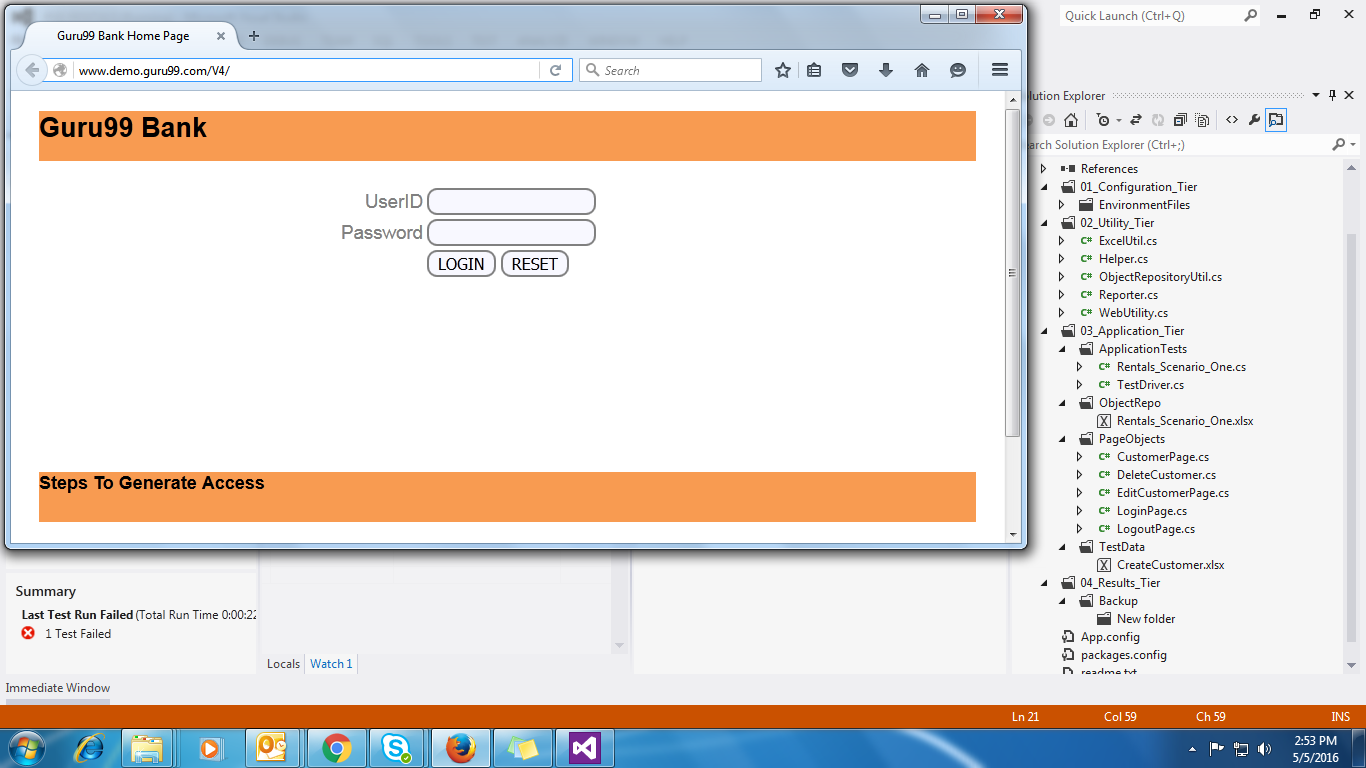 Quick Launch (Ctrl+Q)
Guru99 Bank Home Page
www.demo.guru99.com/V4/
Search
Guru99 Bank
UserID
Password
LOGIN RESET
Steps To Generate Access
lution Explorer
arch Solution Explorer (Ctrl+;)
References
01_Configuration_Tier
EnvironmentFiles
02_Utility_Tier
C# ExcelUtil.cs
C# Helper.cs
C# ObjectRepositoryUtil.cs
C# Reporter.cs
C# WebUtility.cs
03_Application_Tier
ApplicationTests
C# Rentals_Scenario_One.cs
C# TestDriver.cs
ObjectRepo
Rentals_Scenario_One.xlsx
PageObjects
C# CustomerPage.cs
C# DeleteCustomer.cs
C# EditCustomerPage.cs
C# LoginPage.cs
C# LogoutPage.cs
TestData
CreateCustomer.xlsx
04_Results_Tier
Backup
New folder
App.config
packages.config
readme.txt
Summary
Last Test Run Failed (Total Run Time 0:00:22
1 Test Failed
Locals Watch 1
Immediate Window
Ln 21 Col 59 Ch 59 INS
2:53 PM
5/5/2016